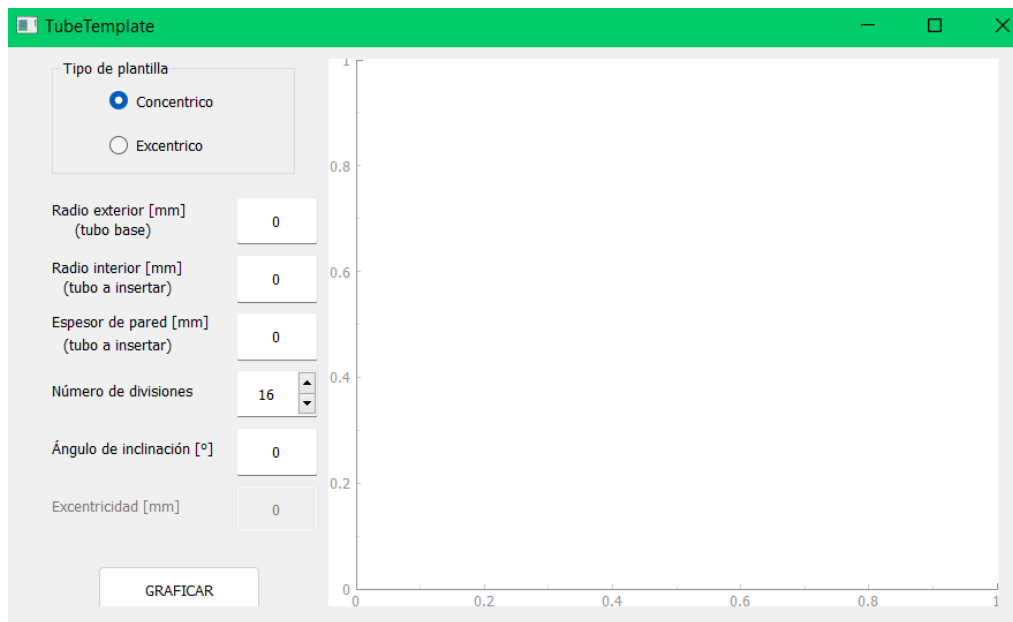 TubeTemplate
Tipo de plantilla
Concentrico
Excentrico
Radio exterior [mm]
(tubo base)
0
Radio interior [mm]
(tubo a insertar)
0
Espesor de pared [mm]
(tubo a insertar)
0
Número de divisiones
16
Ángulo de inclinación [º]
0
Excentricidad [mm]
0
GRAFICAR
1
0.8
0.6
0.4
0.2
0
0
0.2
0.4
0.6
0.8
1